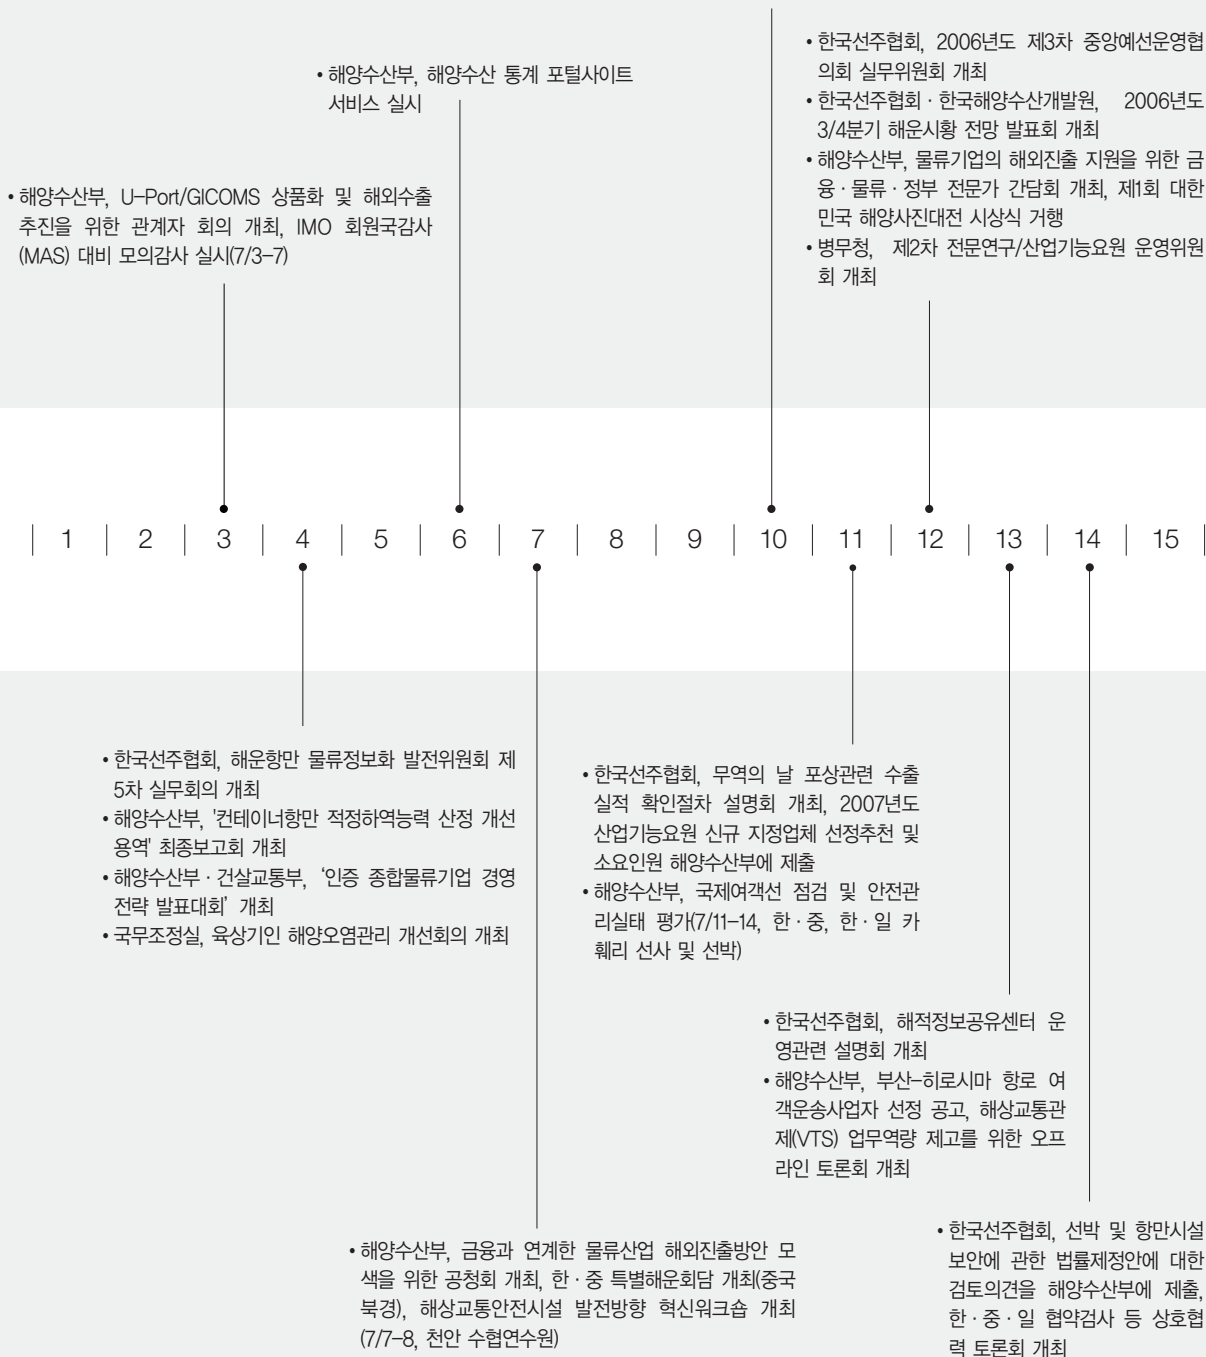 • 한국선주협회, 2006년도 제3차 중앙예선운영협
의회 실무위원회 개최
• 한국선주협회 · 한국해양수산개발원, 2006년도
3/4분기 해운시황 전망 발표회 개최
• 해양수산부, 물류기업의 해외진출 지원을 위한 금
융 · 물류 · 정부 전문가 간담회 개최, 제1회 대한
민국 해양사진대전 시상식 거행
• 병무청, 제2차 전문연구/산업기능요원 운영위원
회 개최
• 해양수산부, 해양수산 통계 포털사이트
서비스 실시
• 해양수산부, U-Port/GICOMS 상품화 및 해외수출
추진을 위한 관계자 회의 개최, IMO 회원국감사
(MAS) 대비 모의감사 실시(7/3-7)
1 2 3 4 5 6 7 8 9 10 11 12 13 14 15
• 한국선주협회, 해운항만 물류정보화 발전위원회 제
5차 실무회의 개최
• 해양수산부, '컨테이너항만 적정하역능력 산정 개선
용역' 최종보고회 개최
• 해양수산부 · 건설교통부, ‘인증 종합물류기업 경영
전략 발표대회’ 개최
• 국무조정실, 육상기인 해양오염관리 개선회의 개최
• 한국선주협회, 무역의 날 포상관련 수출
실적 확인절차 설명회 개최, 2007년도
산업기능요원 신규 지정업체 선정추천 및
소요인원 해양수산부에 제출
• 해양수산부, 국제여객선 점검 및 안전관
리실태 평가(7/11-14, 한 · 중, 한 · 일 카
훼리 선사 및 선박)
• 한국선주협회, 해적정보공유센터 운
영관련 설명회 개최
• 해양수산부, 부산-히로시마 항로 여
객운송사업자 선정 공고, 해상교통관
제(VTS) 업무역량 제고를 위한 오프
라인 토론회 개최
• 해양수산부, 금융과 연계한 물류산업 해외진출방안 모
색을 위한 공청회 개최, 한 · 중 특별해운회담 개최(중국
북경), 해상교통안전시설 발전방향 혁신워크숍 개최
(7/7-8, 천안 수협연수원)
• 한국선주협회, 선박 및 항만시설
보안에 관한 법률제정안에 대한
검토의견을 해양수산부에 제출,
한 · 중 · 일 협약검사 등 상호협
력 토론회 개최